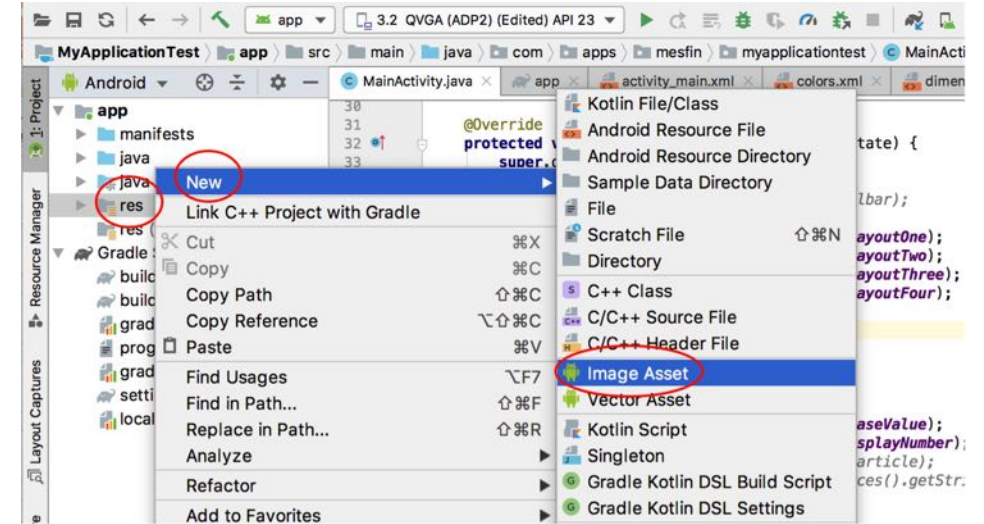 app
3.2 QVGA (ADP2) (Edited) API 23
MyApplicationTest
app
src
main
java
com
apps
mesfin
myapplicationtest
MainActi
1: Project
Resource Manager
Layout Captures
Android
MainActivity.java
app
activity_main.xml
colors.xml
dimen
app
manifests
java
java
res
res (
Gradle
build
build
grad
prog
grad
setti
local
30
31
32
33
@Override
protected v
super.
tate) {
lbar);
ayoutOne);
ayoutTwo);
ayoutThree);
ayoutFour);
aseValue);
splayNumber);
article);
ces().getStr
New
Link C++ Project with Gradle
Cut ⌘X
Copy ⌘C
Copy Path ⇧⌘C
Copy Reference ⌥⇧⌘C
Paste ⌘V
Find Usages ⌥F7
Find in Path... ⇧⌘F
Replace in Path... ⇧⌘R
Analyze
Refactor
Add to Favorites
Kotlin File/Class
Android Resource File
Android Resource Directory
Sample Data Directory
File
Scratch File ⇧⌘N
Directory
C++ Class
C/C++ Source File
C/C++ Header File
Image Asset
Vector Asset
Kotlin Script
Singleton
Gradle Kotlin DSL Build Script
Gradle Kotlin DSL Settings